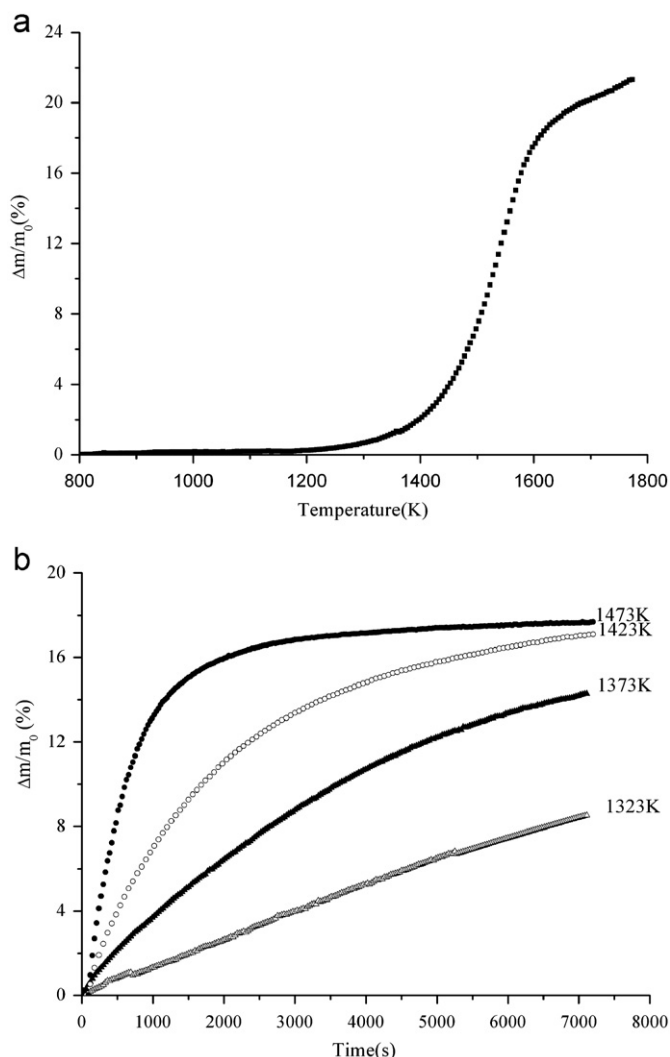 a
24
20
16
12
8
4
0
Δm/m₀(%)
800 1000 1200 1400 1600 1800
Temperature(K)
b
20
16
12
8
4
0
Δm/m₀ (%)
1473K
1423K
1373K
1323K
0 1000 2000 3000 4000 5000 6000 7000 8000
Time(s)